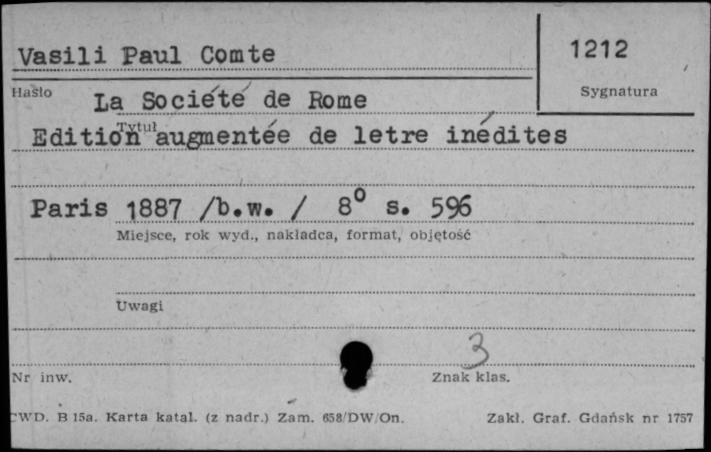 Vasili Paul Comte
1212
Hasło
Sygnatura
La Société de Rome
Tytuł
Edition augmentée de letre inédites
Paris 1887 /b.w. / 8° s. 596
Miejsce, rok wyd., nakładca, format, objętość
Uwagi
3
Nr inw.
Znak klas.
CWD. B 15a. Karta katal. (z nadr.) Zam. 658/DW/On.
Zakł. Graf. Gdańsk nr 1757